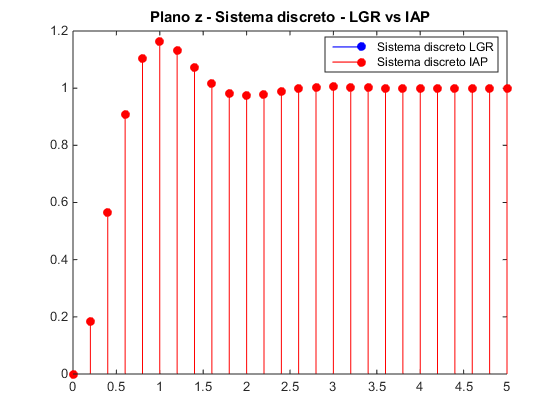 Plano z - Sistema discreto - LGR vs IAP
Sistema discreto LGR
Sistema discreto IAP
1.2
1
0.8
0.6
0.4
0.2
0
0 0.5 1 1.5 2 2.5 3 3.5 4 4.5 5